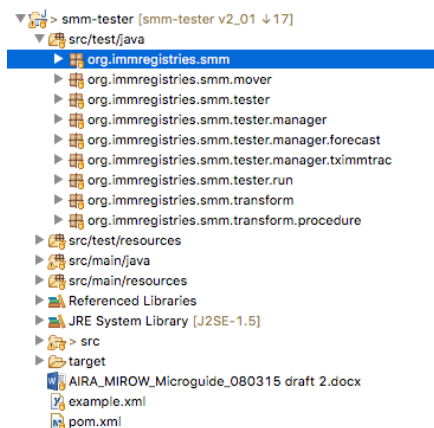 > smm-tester [smm-tester v2_01 ↓17]
src/test/java
org.immregistries.smm
org.immregistries.smm.mover
org.immregistries.smm.tester
org.immregistries.smm.tester.manager
org.immregistries.smm.tester.manager.forecast
org.immregistries.smm.tester.manager.tximmtrac
org.immregistries.smm.tester.run
org.immregistries.smm.transform
org.immregistries.smm.transform.procedure
src/test/resources
src/main/java
src/main/resources
Referenced Libraries
JRE System Library [J2SE-1.5]
> src
target
AIRA_MIROW_Microguide_080315 draft 2.docx
example.xml
pom.xml